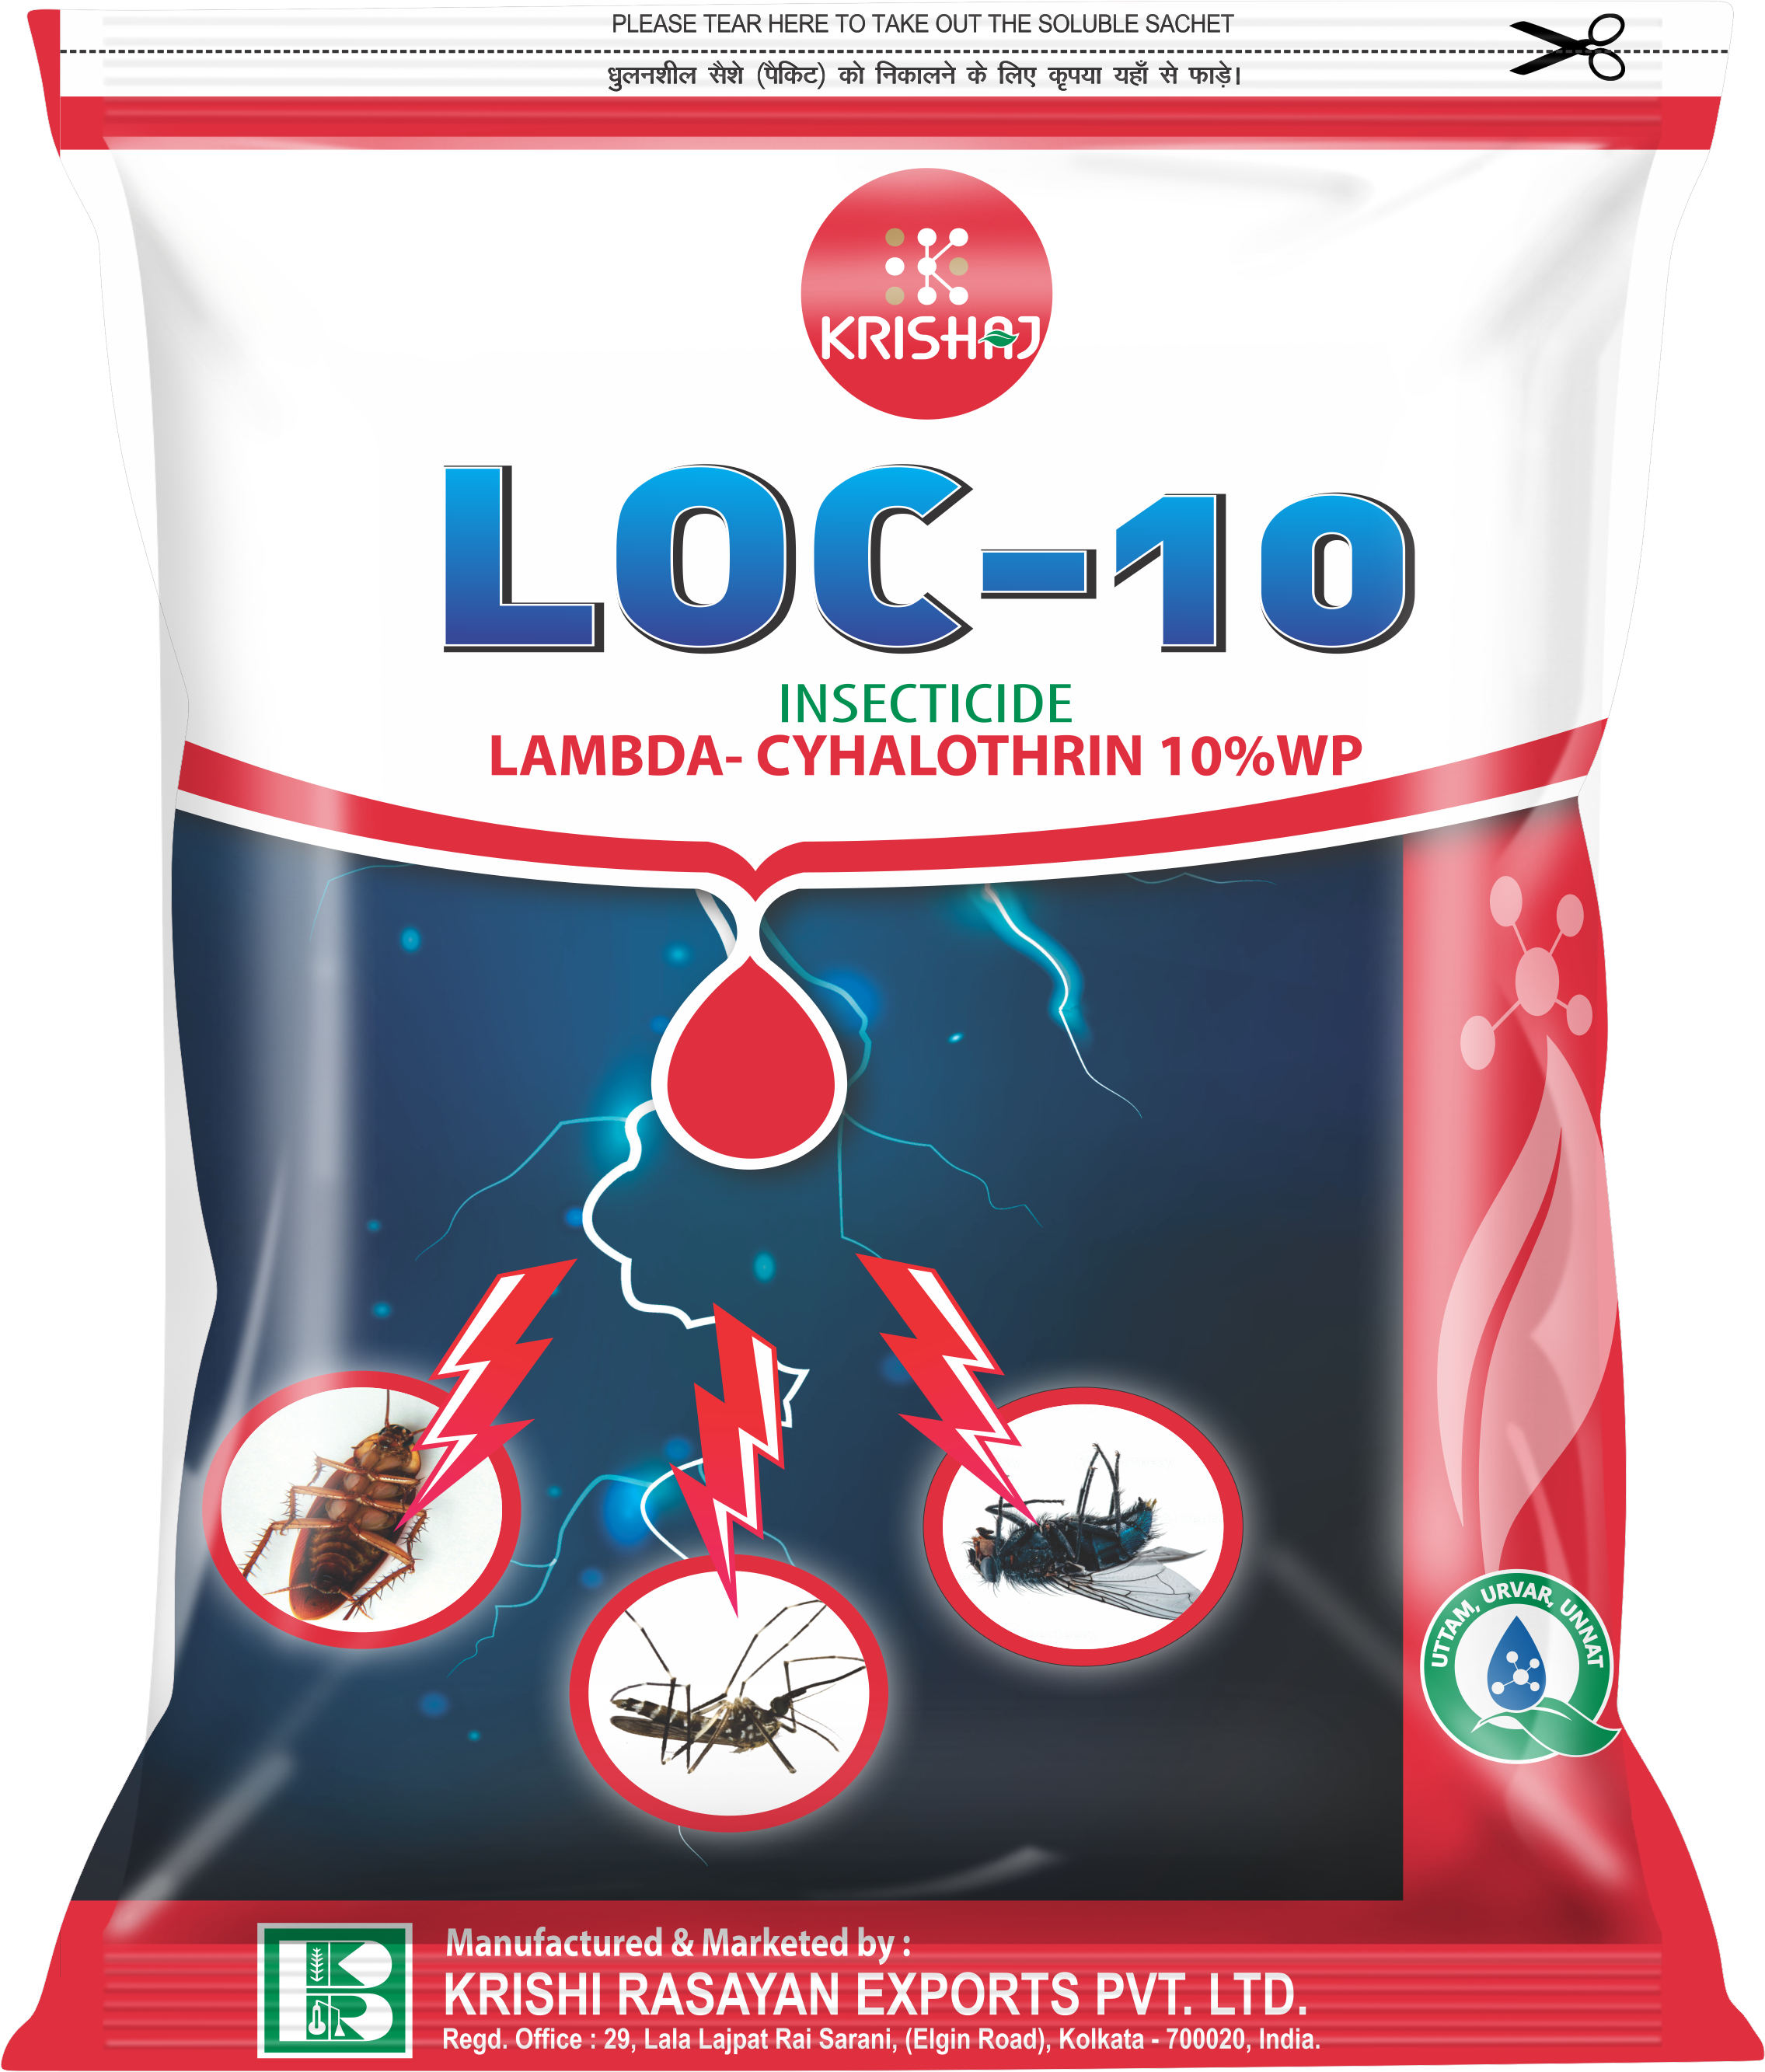 PLEASE TEAR HERE TO TAKE OUT THE SOLUBLE SACHET
धुलनशील सैशे (पैकिट) को निकालने के लिए कृपया यहाँ से फाड़े।
KRISHAJ
LOC-10
INSECTICIDE
LAMBDA- CYHALOTHRIN 10%WP
UTTAM, URVAR, UNNAT
Manufactured & Marketed by :
KRISHI RASAYAN EXPORTS PVT. LTD.
Regd. Office : 29, Lala Lajpat Rai Sarani, (Elgin Road), Kolkata - 700020, India.